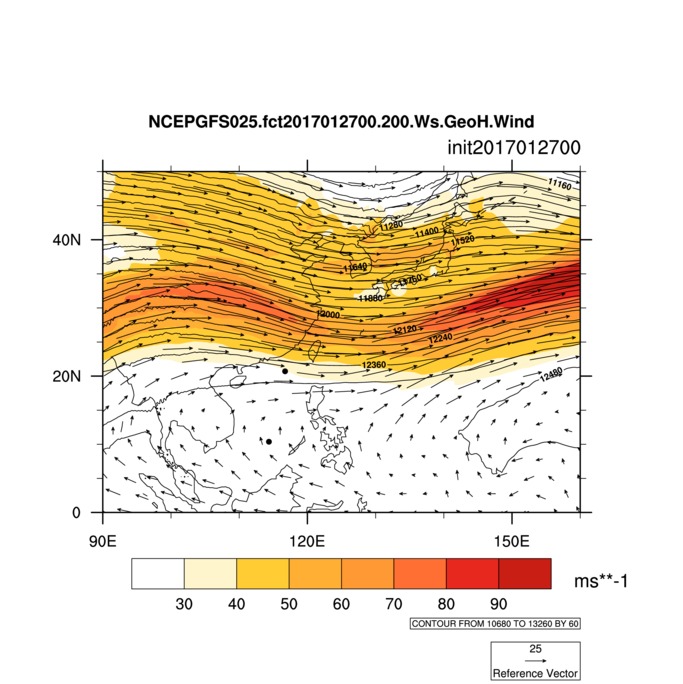 NCEPGFS025.fct2017012700.200.Ws.GeoH.Wind
init2017012700
11160
11280
11400
11520
11640
11760
11880
12000
12120
12240
12360
12480
40N
20N
0
90E 120E 150E
30 40 50 60 70 80 90
ms**-1
CONTOUR FROM 10680 TO 13260 BY 60
25
Reference Vector